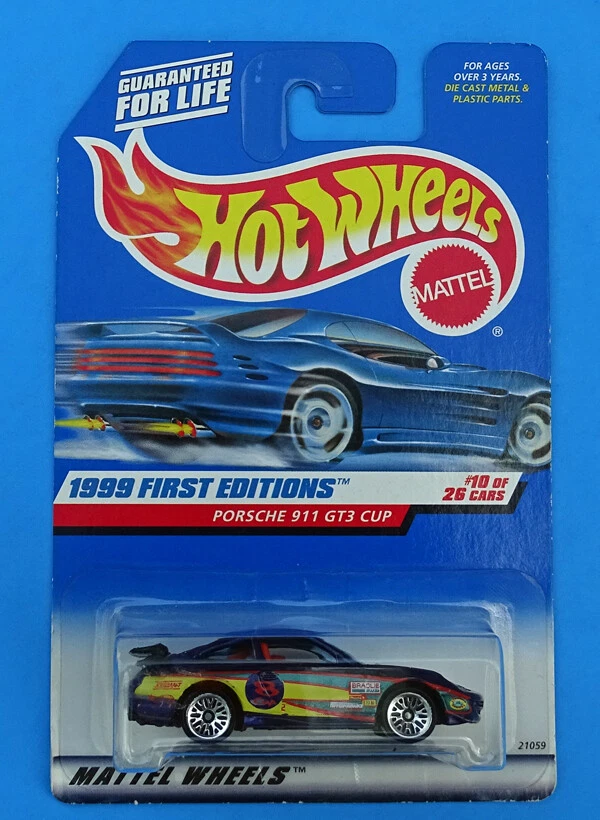 GUARANTEED
FOR LIFE
FOR AGES
OVER 3 YEARS.
DIE CAST METAL &
PLASTIC PARTS.
HOT WHEELS
MATTEL
®
1999 FIRST EDITIONS™
#10 OF
26 CARS
PORSCHE 911 GT3 CUP
2
21059
MATTEL WHEELS™